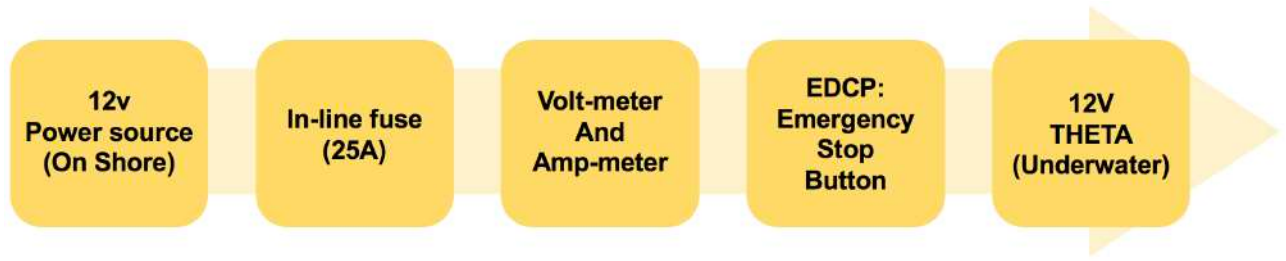 12v
Power source
(On Shore)
In-line fuse
(25A)
Volt-meter
And
Amp-meter
EDCP:
Emergency
Stop
Button
12V
THETA
(Underwater)